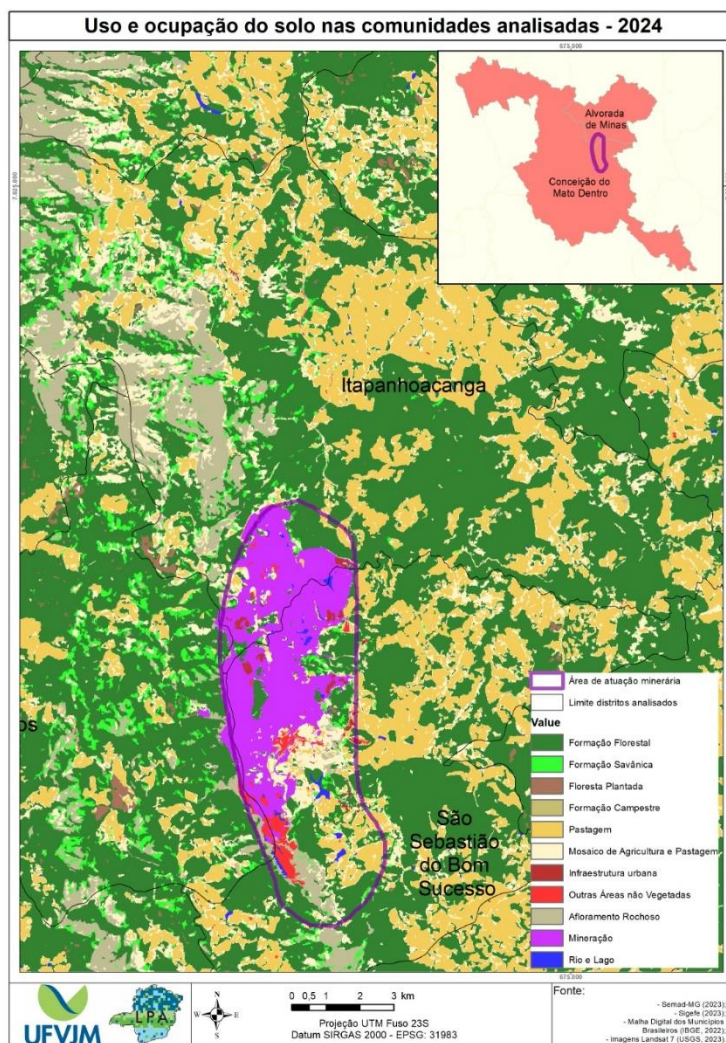 Uso e ocupação do solo nas comunidades analisadas - 2024
675.000
Alvorada
de Minas
Conceição do
Mato Dentro
Itapanhoacanga
os
São
Sebastião
do Bom
Sucesso
Área de atuação minerária
Limite distritos analisados
Value
Formação Florestal
Formação Savânica
Floresta Plantada
Formação Campestre
Pastagem
Mosaico de Agricultura e Pastagem
Infraestrutura urbana
Outras Áreas não Vegetadas
Afloramento Rochoso
Mineração
Rio e Lago
675.000
UFVJM
LPA
N
W
E
S
0 0,5 1 2 3 km
Projeção UTM Fuso 23S
Datum SIRGAS 2000 - EPSG: 31983
Fonte:
- Semad-MG (2023);
- Sigefe (2023);
- Malha Digital dos Municípios
Brasileiros (IBGE, 2022);
- Imagens Landsat 7 (USGS, 2023);